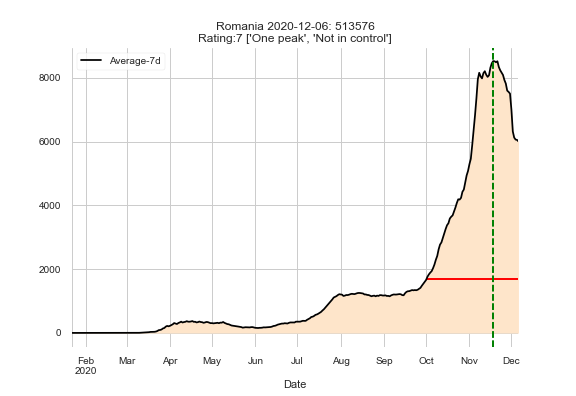 Romania 2020-12-06: 513576
Rating:7 ['One peak', 'Not in control']
Average-7d
8000
6000
4000
2000
0
Feb Mar Apr May Jun Jul Aug Sep Oct Nov Dec
2020
Date